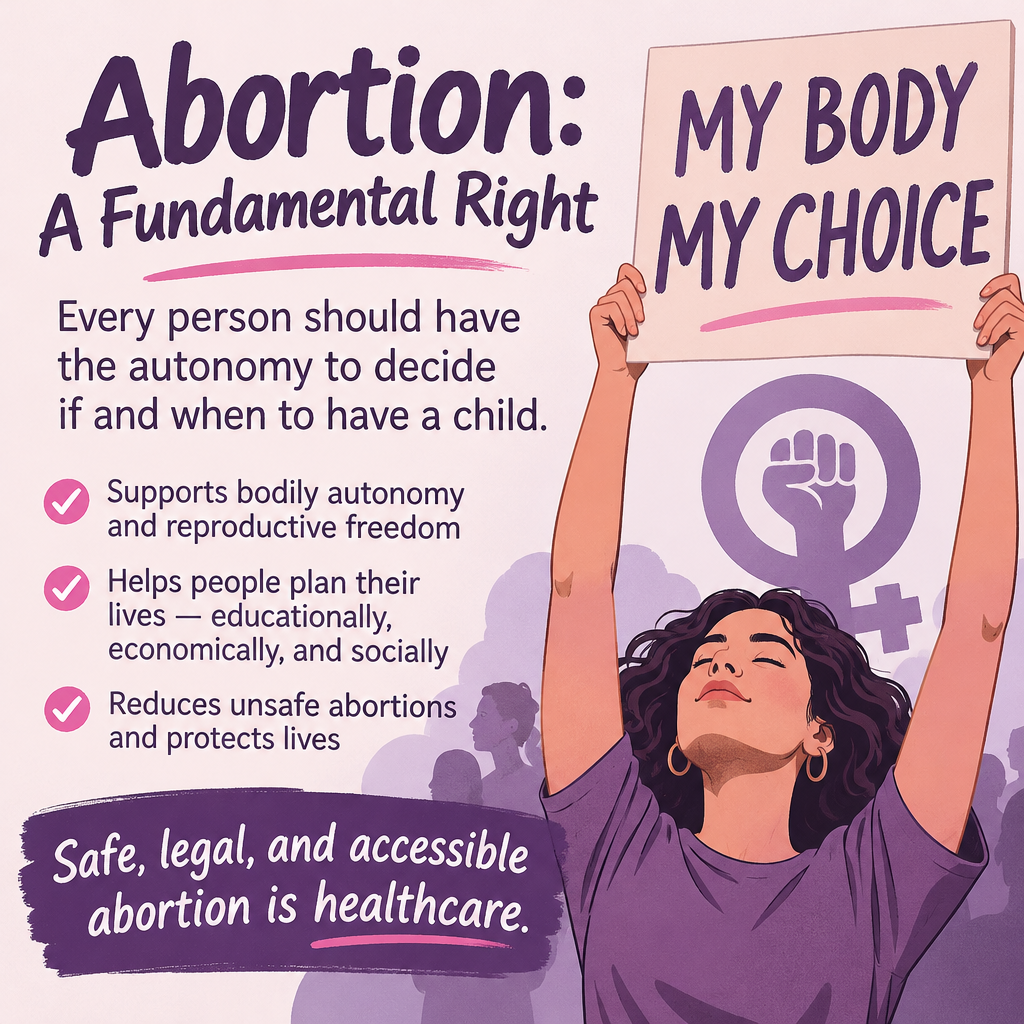 Abortion:
A Fundamental Right
Every person should have
the autonomy to decide
if and when to have a child.
Supports bodily autonomy
and reproductive freedom
Helps people plan their
lives — educationally,
economically, and socially
Reduces unsafe abortions
and protects lives
Safe, legal, and accessible
abortion is healthcare.
MY BODY
MY CHOICE